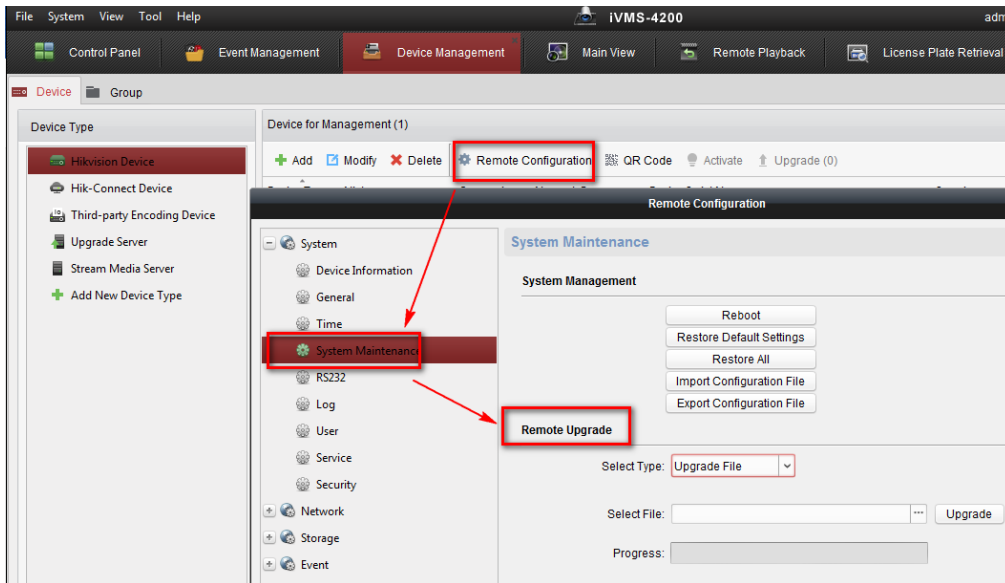 File System View Tool Help
iVMS-4200
Control Panel Event Management Device Management Main View Remote Playback License Plate Retrieval
Device Group
Device Type
Hikvision Device
Hik-Connect Device
Third-party Encoding Device
Upgrade Server
Stream Media Server
Add New Device Type
Device for Management (1)
Add Modify Delete Remote Configuration QR Code Activate Upgrade (0)
Remote Configuration
System
Device Information
General
Time
System Maintenance
RS232
Log
User
Service
Security
Network
Storage
Event
System Maintenance
System Management
Reboot
Restore Default Settings
Restore All
Import Configuration File
Export Configuration File
Remote Upgrade
Select Type: Upgrade File
Select File: Upgrade
Progress: